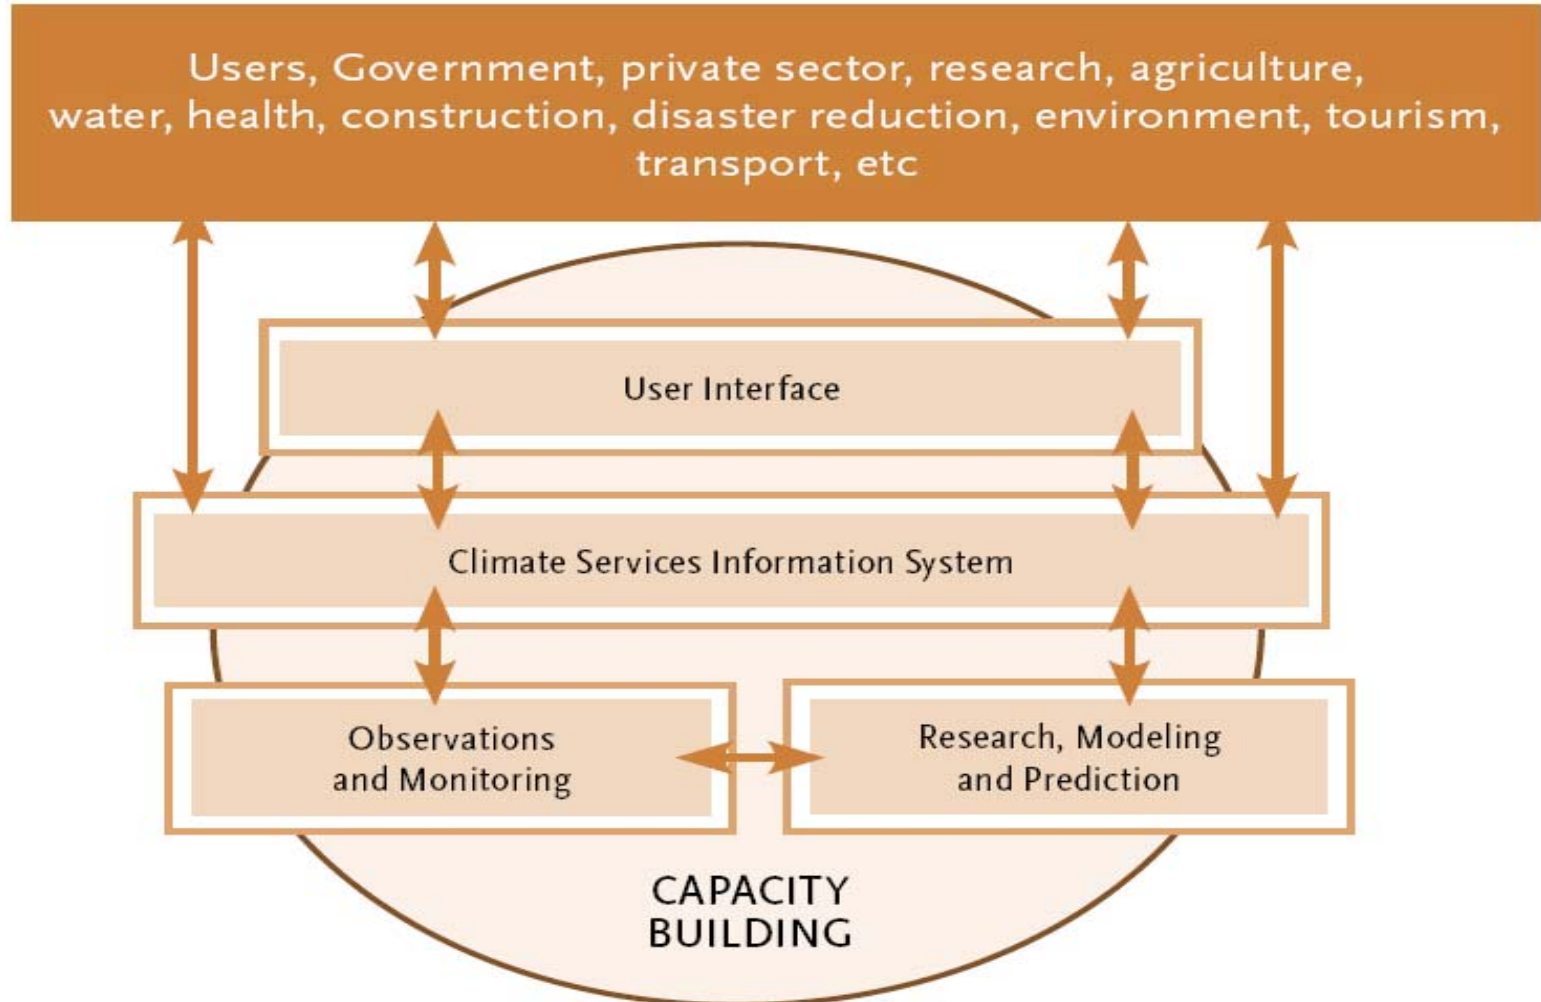 Users, Government, private sector, research, agriculture,
water, health, construction, disaster reduction, environment, tourism,
transport, etc
User Interface
Climate Services Information System
Observations
and Monitoring
Research, Modeling
and Prediction
CAPACITY
BUILDING